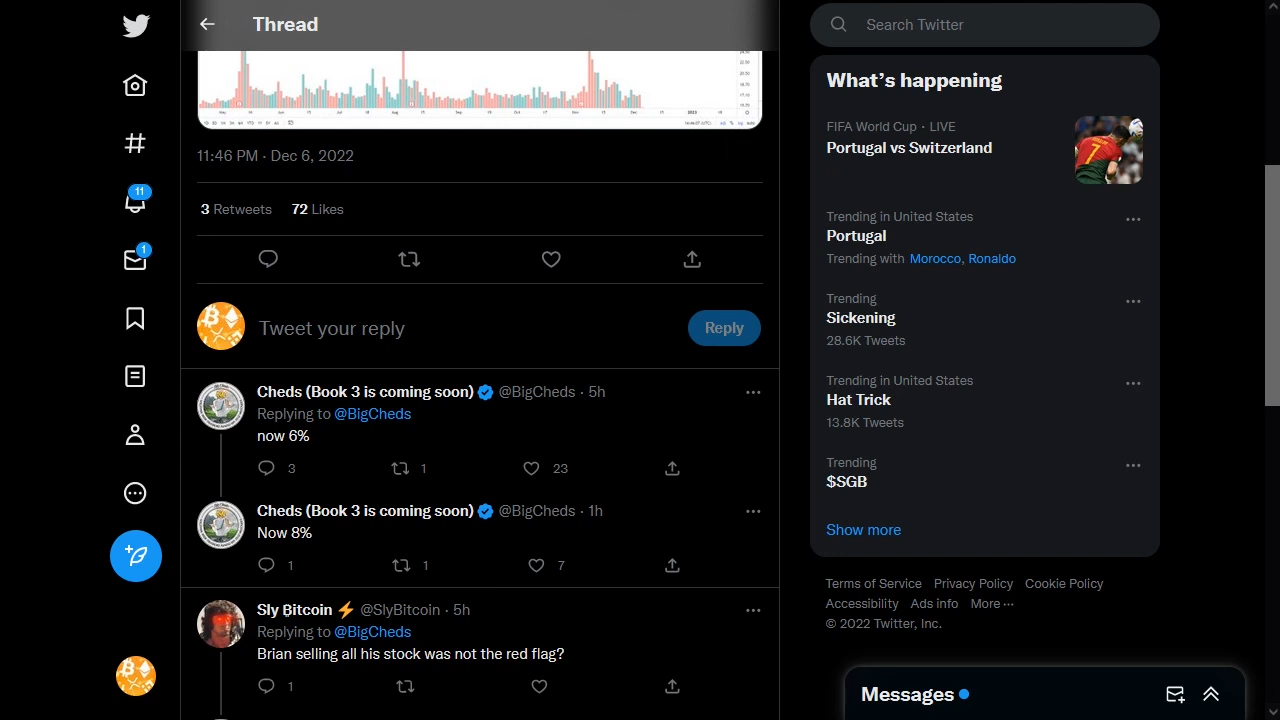 Thread
11:46 PM · Dec 6, 2022
3 Retweets 72 Likes
Tweet your reply
Reply
Cheds (Book 3 is coming soon) @BigCheds · 5h
Replying to @BigCheds
now 6%
3 1 23
Cheds (Book 3 is coming soon) @BigCheds · 1h
Now 8%
1 1 7
Sly Bitcoin ⚡ @SlyBitcoin · 5h
Replying to @BigCheds
Brian selling all his stock was not the red flag?
1
11
1
Search Twitter
What's happening
FIFA World Cup · LIVE
Portugal vs Switzerland
7
Trending in United States
Portugal
Trending with Morocco, Ronaldo
Trending
Sickening
28.6K Tweets
Trending in United States
Hat Trick
13.8K Tweets
Trending
$SGB
Show more
Terms of Service Privacy Policy Cookie Policy
Accessibility Ads info More ···
© 2022 Twitter, Inc.
Messages